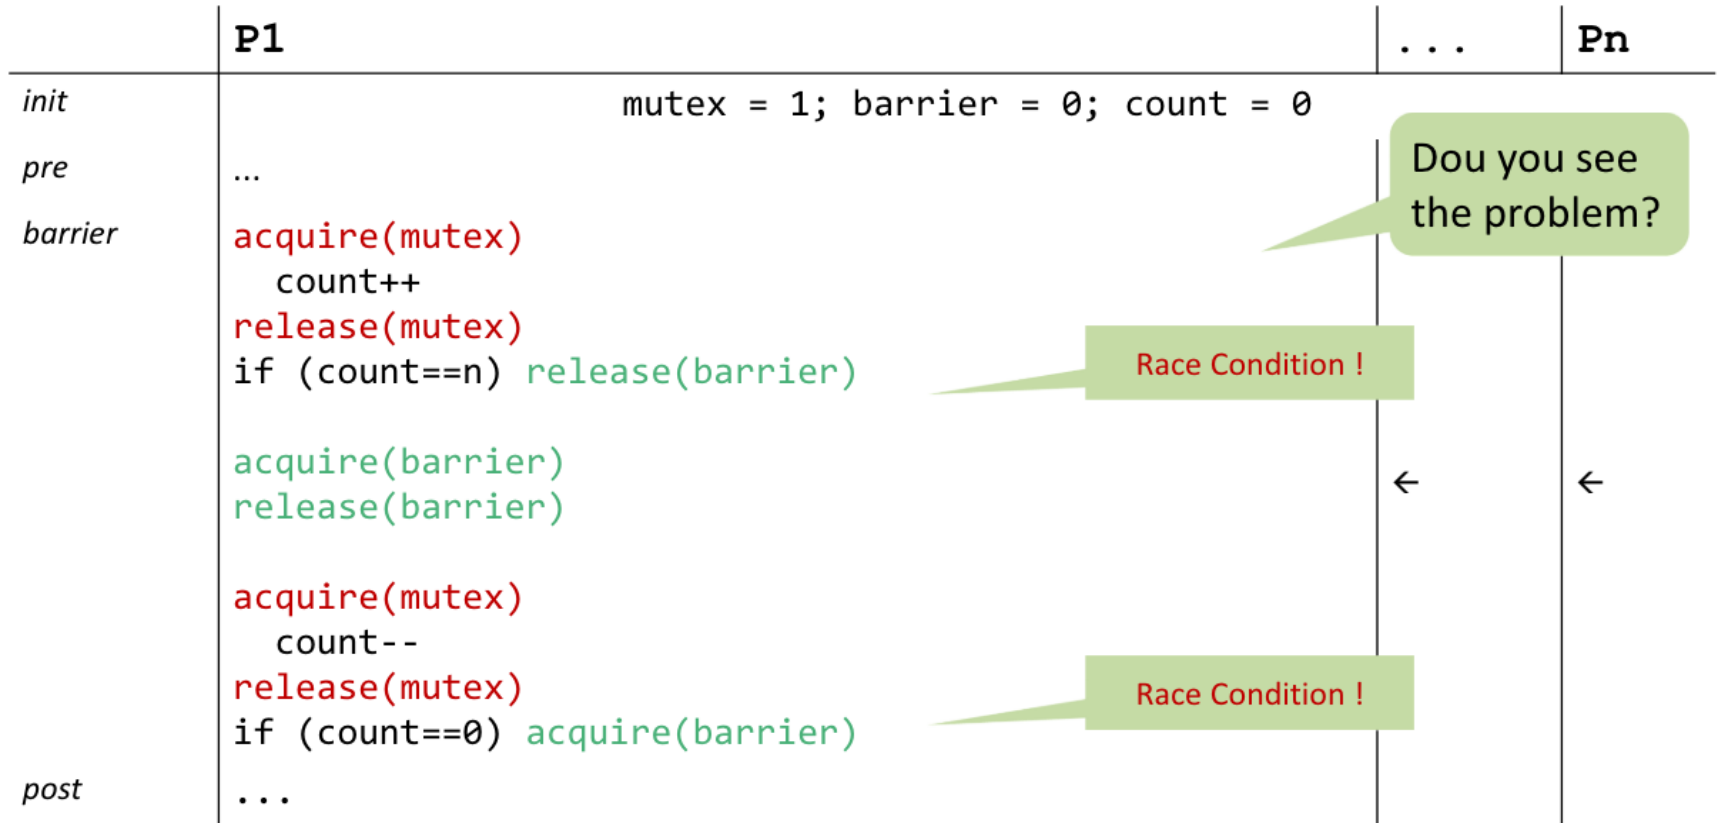 P1 ... Pn
init mutex = 1; barrier = 0; count = 0
pre ...
Dou you see
the problem?
barrier acquire(mutex)
count++
release(mutex)
if (count==n) release(barrier)
Race Condition !
acquire(barrier)
release(barrier)
← ←
acquire(mutex)
count--
release(mutex)
if (count==0) acquire(barrier)
Race Condition !
post ...